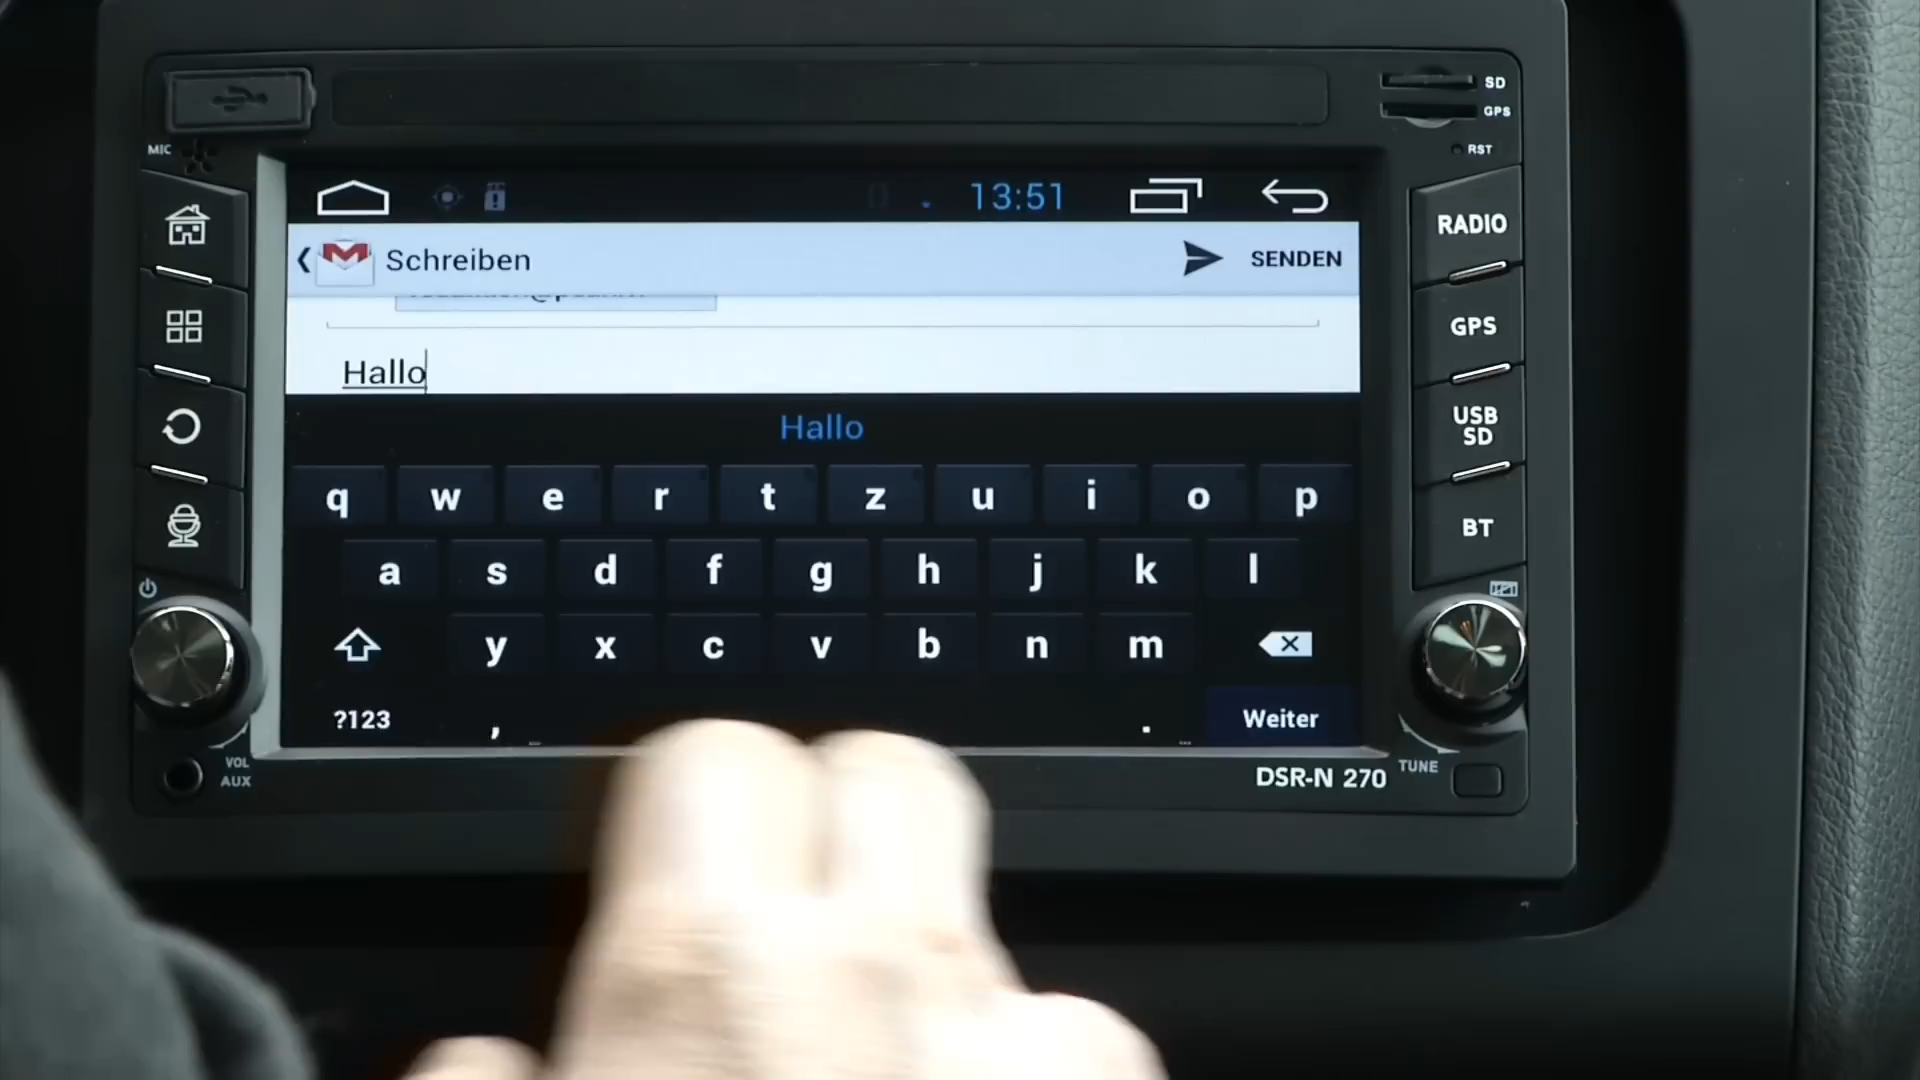 SD
GPS
MIC
RST
13:51
RADIO
Schreiben
SENDEN
GPS
Hallo
USB
SD
Hallo
q w e r t z u i o p
BT
a s d f g h j k l
y x c v b n m
?123 , . Weiter
VOL
AUX
TUNE
DSR-N 270